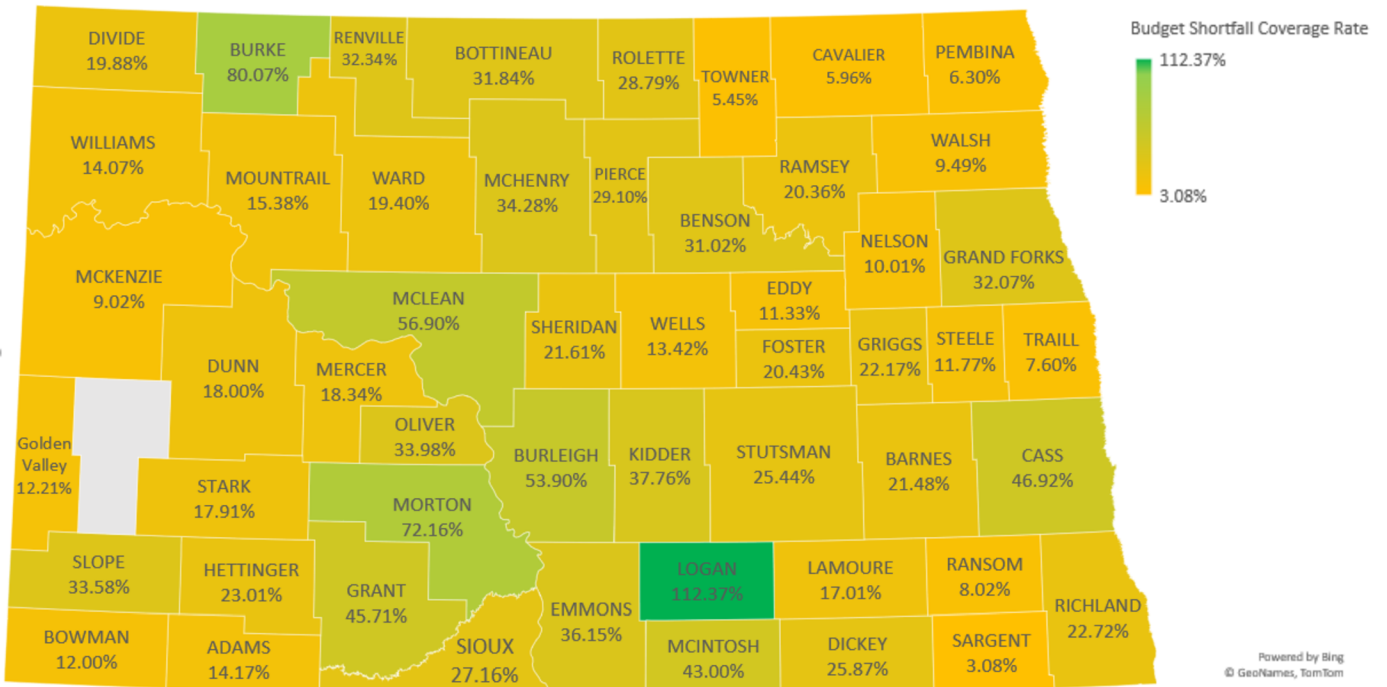 Budget Shortfall Coverage Rate
112.37%
3.08%
DIVIDE
19.88%
BURKE
80.07%
RENVILLE
32.34%
BOTTINEAU
31.84%
ROLETTE
28.79%
TOWNER
5.45%
CAVALIER
5.96%
PEMBINA
6.30%
WILLIAMS
14.07%
MOUNTRAIL
15.38%
WARD
19.40%
MCHENRY
34.28%
PIERCE
29.10%
BENSON
31.02%
RAMSEY
20.36%
WALSH
9.49%
MCKENZIE
9.02%
NELSON
10.01%
GRAND FORKS
32.07%
MCLEAN
56.90%
SHERIDAN
21.61%
WELLS
13.42%
EDDY
11.33%
FOSTER
20.43%
GRIGGS
22.17%
STEELE
11.77%
TRAILL
7.60%
DUNN
18.00%
MERCER
18.34%
OLIVER
33.98%
Golden
Valley
12.21%
STARK
17.91%
MORTON
72.16%
BURLEIGH
53.90%
KIDDER
37.76%
STUTSMAN
25.44%
BARNES
21.48%
CASS
46.92%
SLOPE
33.58%
HETTINGER
23.01%
GRANT
45.71%
EMMONS
36.15%
LOGAN
112.37%
LAMOURE
17.01%
RANSOM
8.02%
RICHLAND
22.72%
BOWMAN
12.00%
ADAMS
14.17%
SIOUX
27.16%
MCINTOSH
43.00%
DICKEY
25.87%
SARGENT
3.08%
Powered by Bing
© GeoNames, TomTom